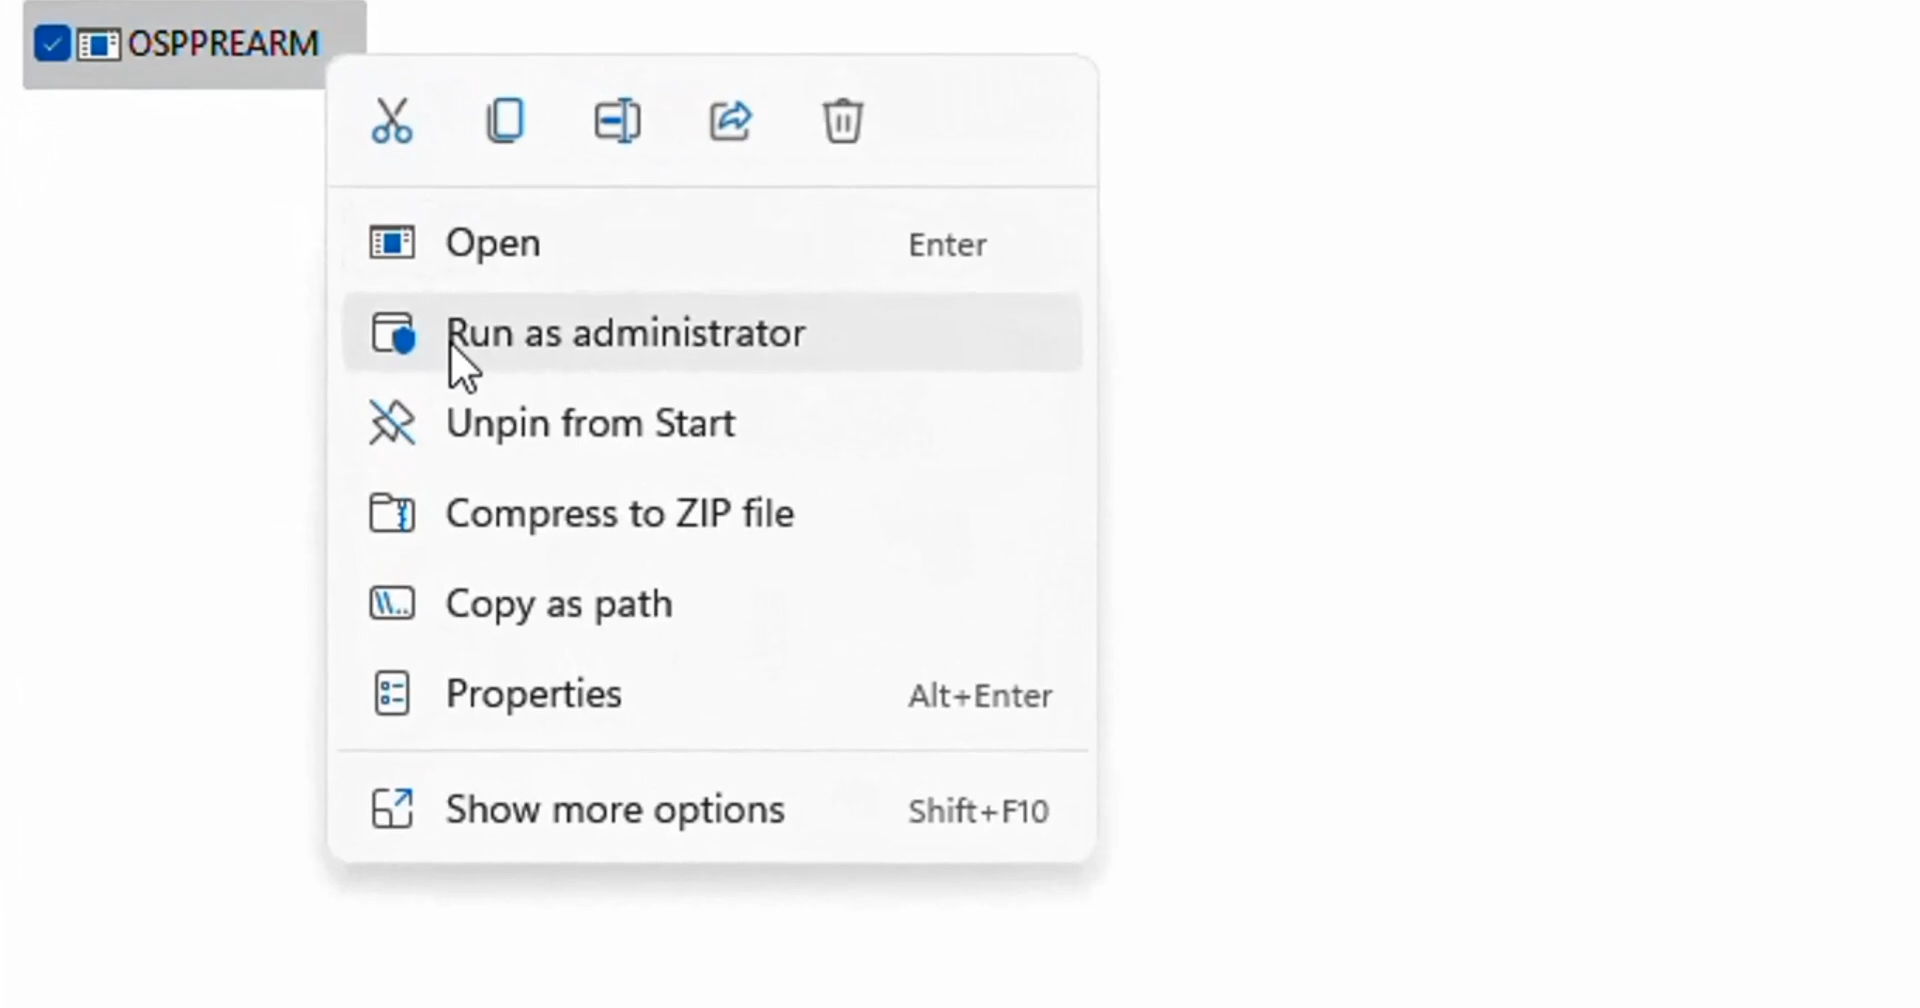 OSPPREARM
Open Enter
Run as administrator
Unpin from Start
Compress to ZIP file
Copy as path
Properties Alt+Enter
Show more options Shift+F10